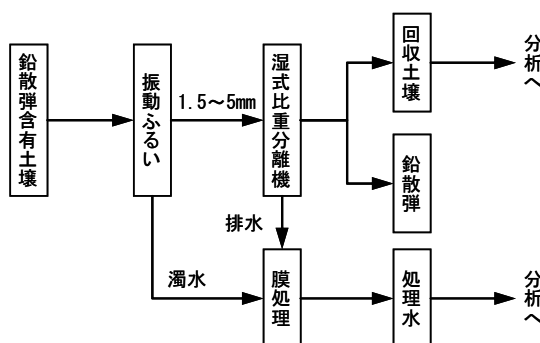 鉛散弾含有土壌
振動ふるい
1.5～5mm
湿式比重分離機
回収土壌
分析へ
鉛散弾
排水
濁水
膜処理
処理水
分析へ